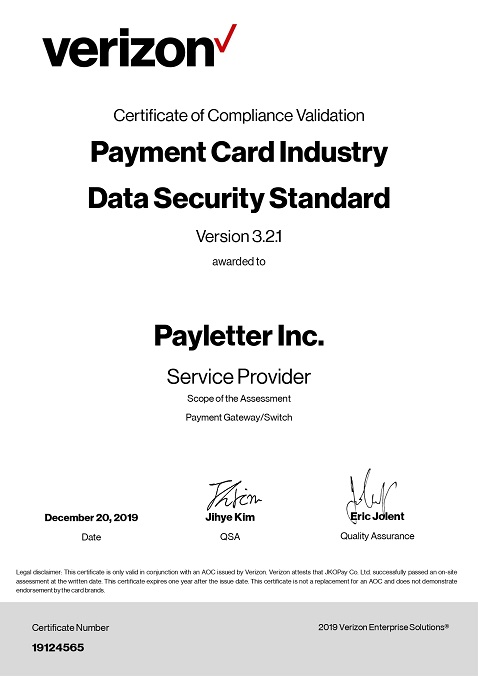 verizon✓
Certificate of Compliance Validation
Payment Card Industry
Data Security Standard
Version 3.2.1
awarded to
Payletter Inc.
Service Provider
Scope of the Assessment
Payment Gateway/Switch
December 20, 2019
Date
Jihye Kim
QSA
Eric Jolent
Quality Assurance
Legal disclaimer: This certificate is only valid in conjunction with an AOC issued by Verizon. Verizon attests that JKOPay Co. Ltd. successfully passed an on-site
assessment at the written date. This certificate expires one year after the issue date. This certificate is not a replacement for an AOC and does not demonstrate
endorsement by the card brands.
Certificate Number
19124565
2019 Verizon Enterprise Solutions®